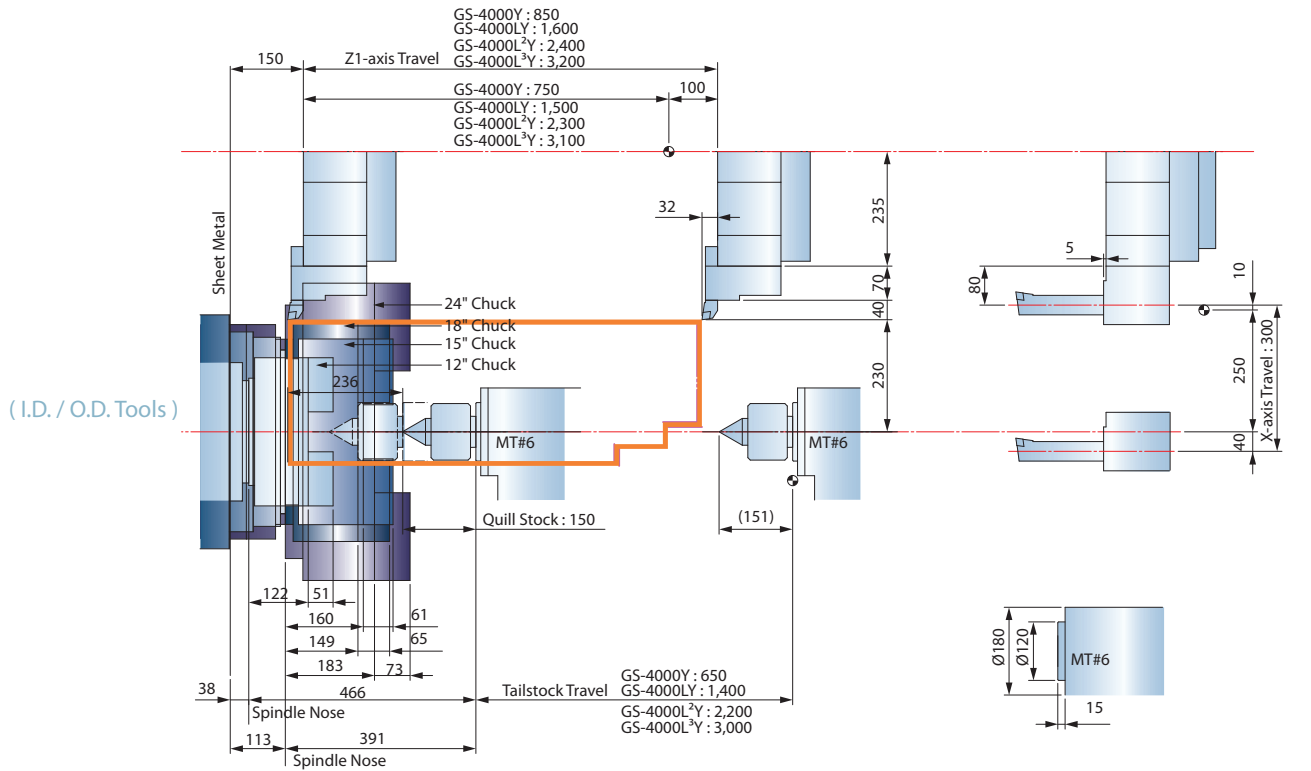 GS-4000Y : 850
GS-4000LY : 1,600
GS-4000L²Y : 2,400
GS-4000L³Y : 3,200
150
Z1-axis Travel
GS-4000Y : 750
GS-4000LY : 1,500
GS-4000L²Y : 2,300
GS-4000L³Y : 3,100
100
Sheet Metal
32
235
70
40
230
5
80
10
250
X-axis Travel : 300
40
24" Chuck
18" Chuck
15" Chuck
12" Chuck
236
( I.D. / O.D. Tools )
MT#6
MT#6
Quill Stock : 150
(151)
122
51
160
61
149
65
183
73
38
466
Spindle Nose
113
391
Spindle Nose
Tailstock Travel
GS-4000Y : 650
GS-4000LY : 1,400
GS-4000L²Y : 2,200
GS-4000L³Y : 3,000
Ø180
Ø120
MT#6
15